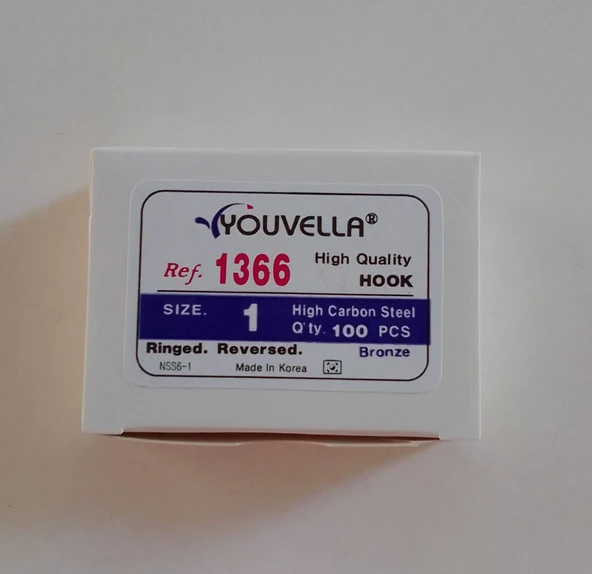 YOUVELLA®
Ref. 1366 High Quality HOOK
SIZE. 1 High Carbon Steel
Q'ty. 100 PCS
Ringed. Reversed. Bronze
NSS6-1 Made In Korea